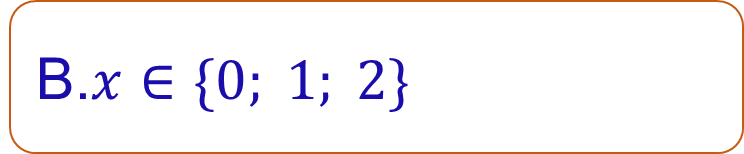 B.x ∈ {0; 1; 2}